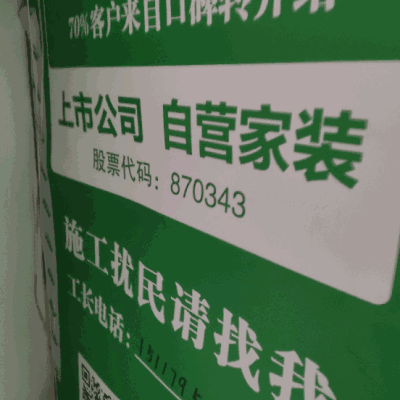 70%客户来自口碑转介绍
上市公司 自营家装
股票代码：870343
施工扰民请找我
工长电话：151179